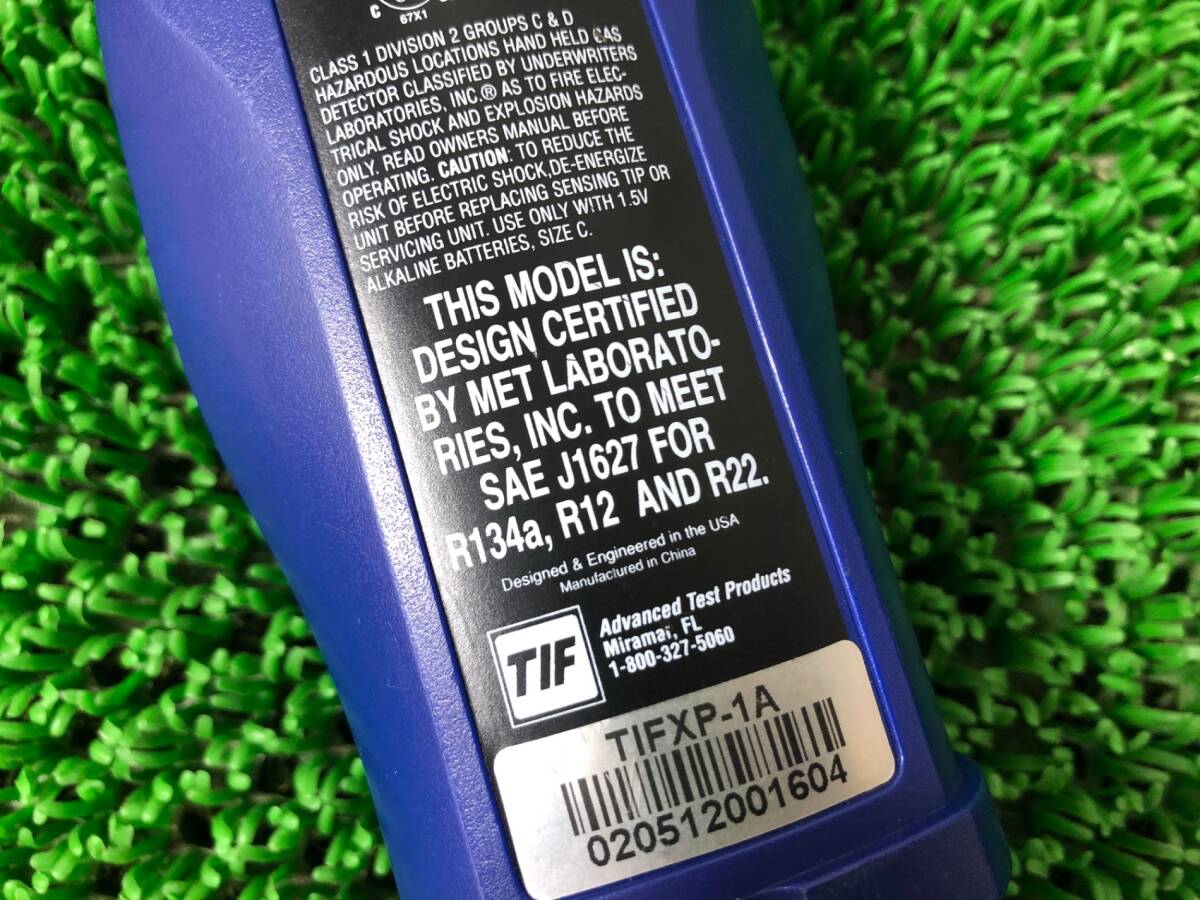 C
67X1
CLASS 1 DIVISION 2 GROUPS C & D
HAZARDOUS LOCATIONS HAND HELD GAS
DETECTOR CLASSIFIED BY UNDERWRITERS
LABORATORIES, INC.® AS TO FIRE ELEC-
TRICAL SHOCK AND EXPLOSION HAZARDS
ONLY. READ OWNERS MANUAL BEFORE
OPERATING. CAUTION: TO REDUCE THE
RISK OF ELECTRIC SHOCK,DE-ENERGIZE
UNIT BEFORE REPLACING SENSING TIP OR
SERVICING UNIT. USE ONLY WITH 1.5V
ALKALINE BATTERIES, SIZE C.
THIS MODEL IS:
DESIGN CERTIFIED
BY MET LABORATO-
RIES, INC. TO MEET
SAE J1627 FOR
R134a, R12 AND R22.
Designed & Engineered in the USA
Manufactured in China
TIF
Advanced Test Products
Miramar, FL
1-800-327-5060
TIFXP-1A
020512001604